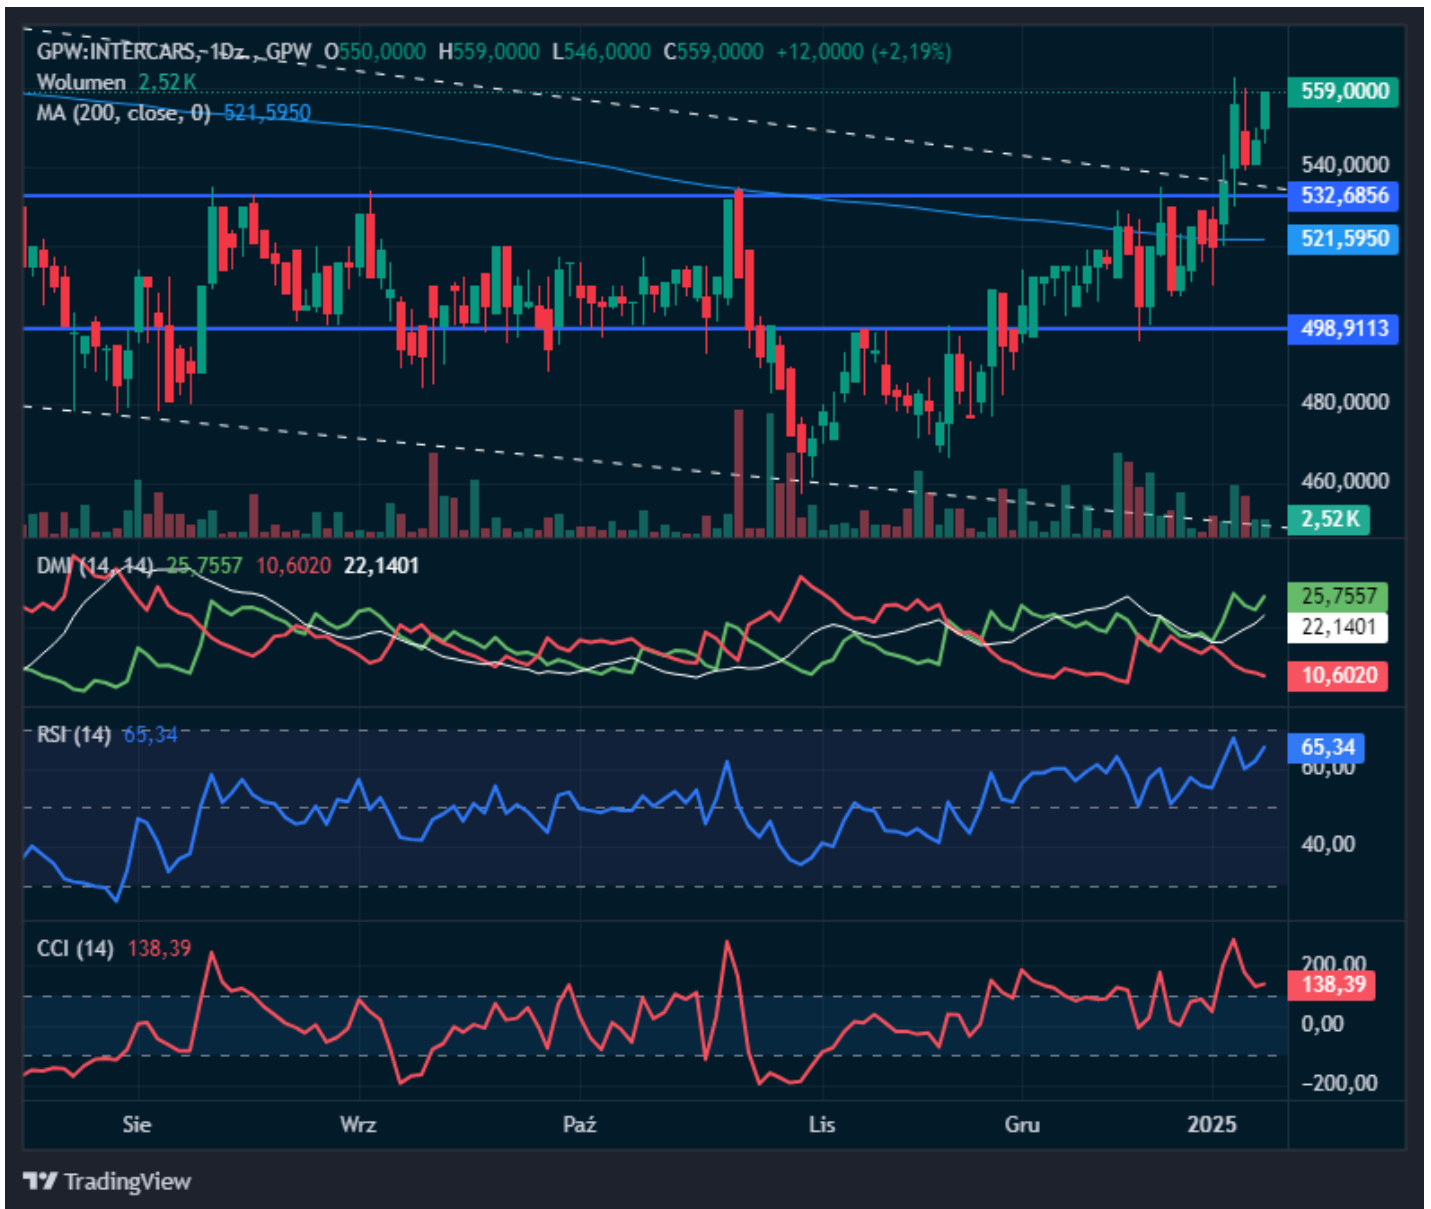 GPW:INTERCARS, 1Dz., GPW O550,0000 H559,0000 L546,0000 C559,0000 +12,0000 (+2,19%)
Wolumen 2,52 K
MA (200, close, 0) 521,5950
559,0000
540,0000
532,6856
521,5950
498,9113
480,0000
460,0000
2,52 K
DMI (14, 14) 25,7557 10,6020 22,1401
25,7557
22,1401
10,6020
RSI (14) 65,34
65,34
60,00
40,00
CCI (14) 138,39
200,00
138,39
0,00
−200,00
Sie Wrz Paź Lis Gru 2025
TradingView